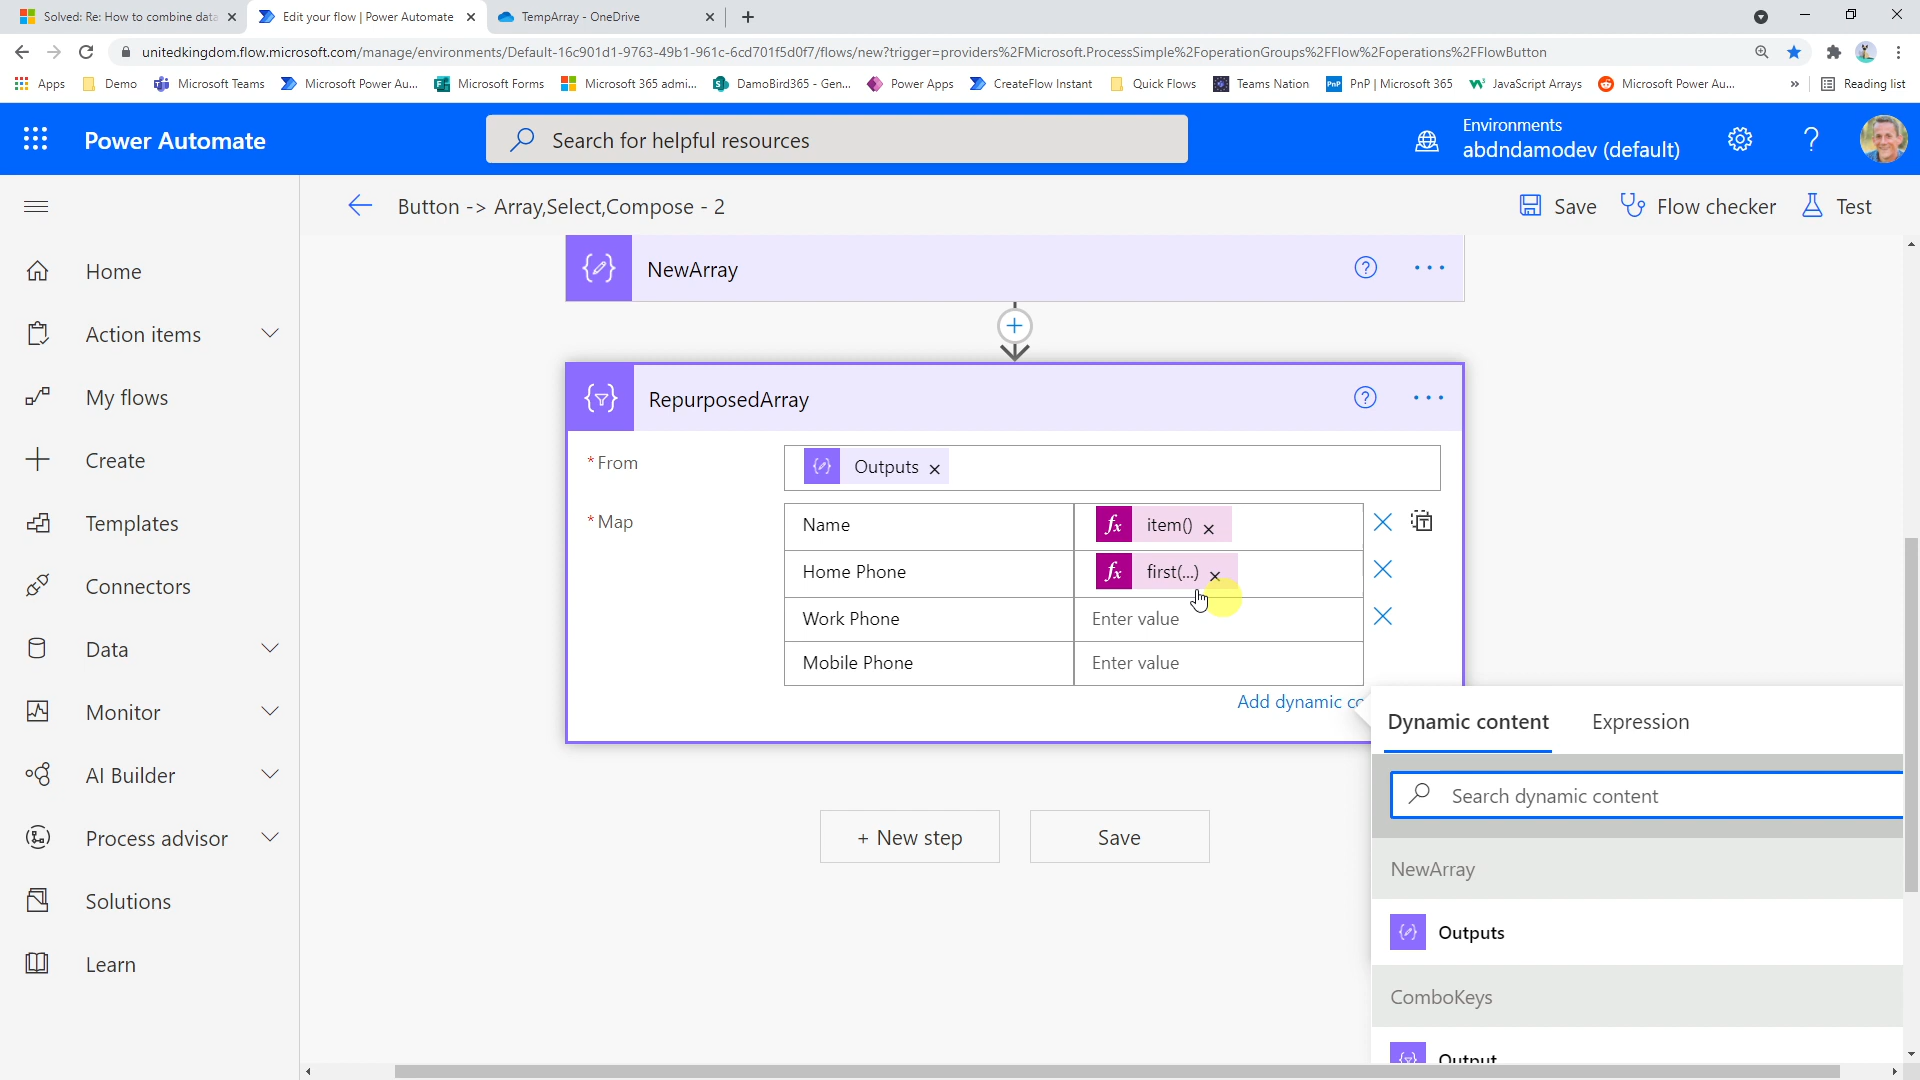 Solved: Re: How to combine data
Edit your flow | Power Automate
TempArray - OneDrive
unitedkingdom.flow.microsoft.com/manage/environments/Default-16c901d1-9763-49b1-961c-6cd701f5d0f7/flows/new?trigger=providers%2FMicrosoft.ProcessSimple%2FoperationGroups%2FFlow%2Foperations%2FFlowButton
Apps Demo Microsoft Teams Microsoft Power Au... Microsoft Forms Microsoft 365 admi... DamoBird365 - Gen... Power Apps CreateFlow Instant Quick Flows Teams Nation PnP | Microsoft 365 JavaScript Arrays Microsoft Power Au... » Reading list
Power Automate
Search for helpful resources
Environments
abdndamodev (default)
Button -> Array,Select,Compose - 2
Save Flow checker Test
Home
Action items
My flows
Create
Templates
Connectors
Data
Monitor
AI Builder
Process advisor
Solutions
Learn
NewArray
RepurposedArray
* From
Outputs ×
* Map
Name
fx item() ×
Home Phone
fx first(...) ×
Work Phone
Enter value
Mobile Phone
Enter value
Add dynamic co
+ New step
Save
Dynamic content Expression
Search dynamic content
NewArray
Outputs
ComboKeys
Output